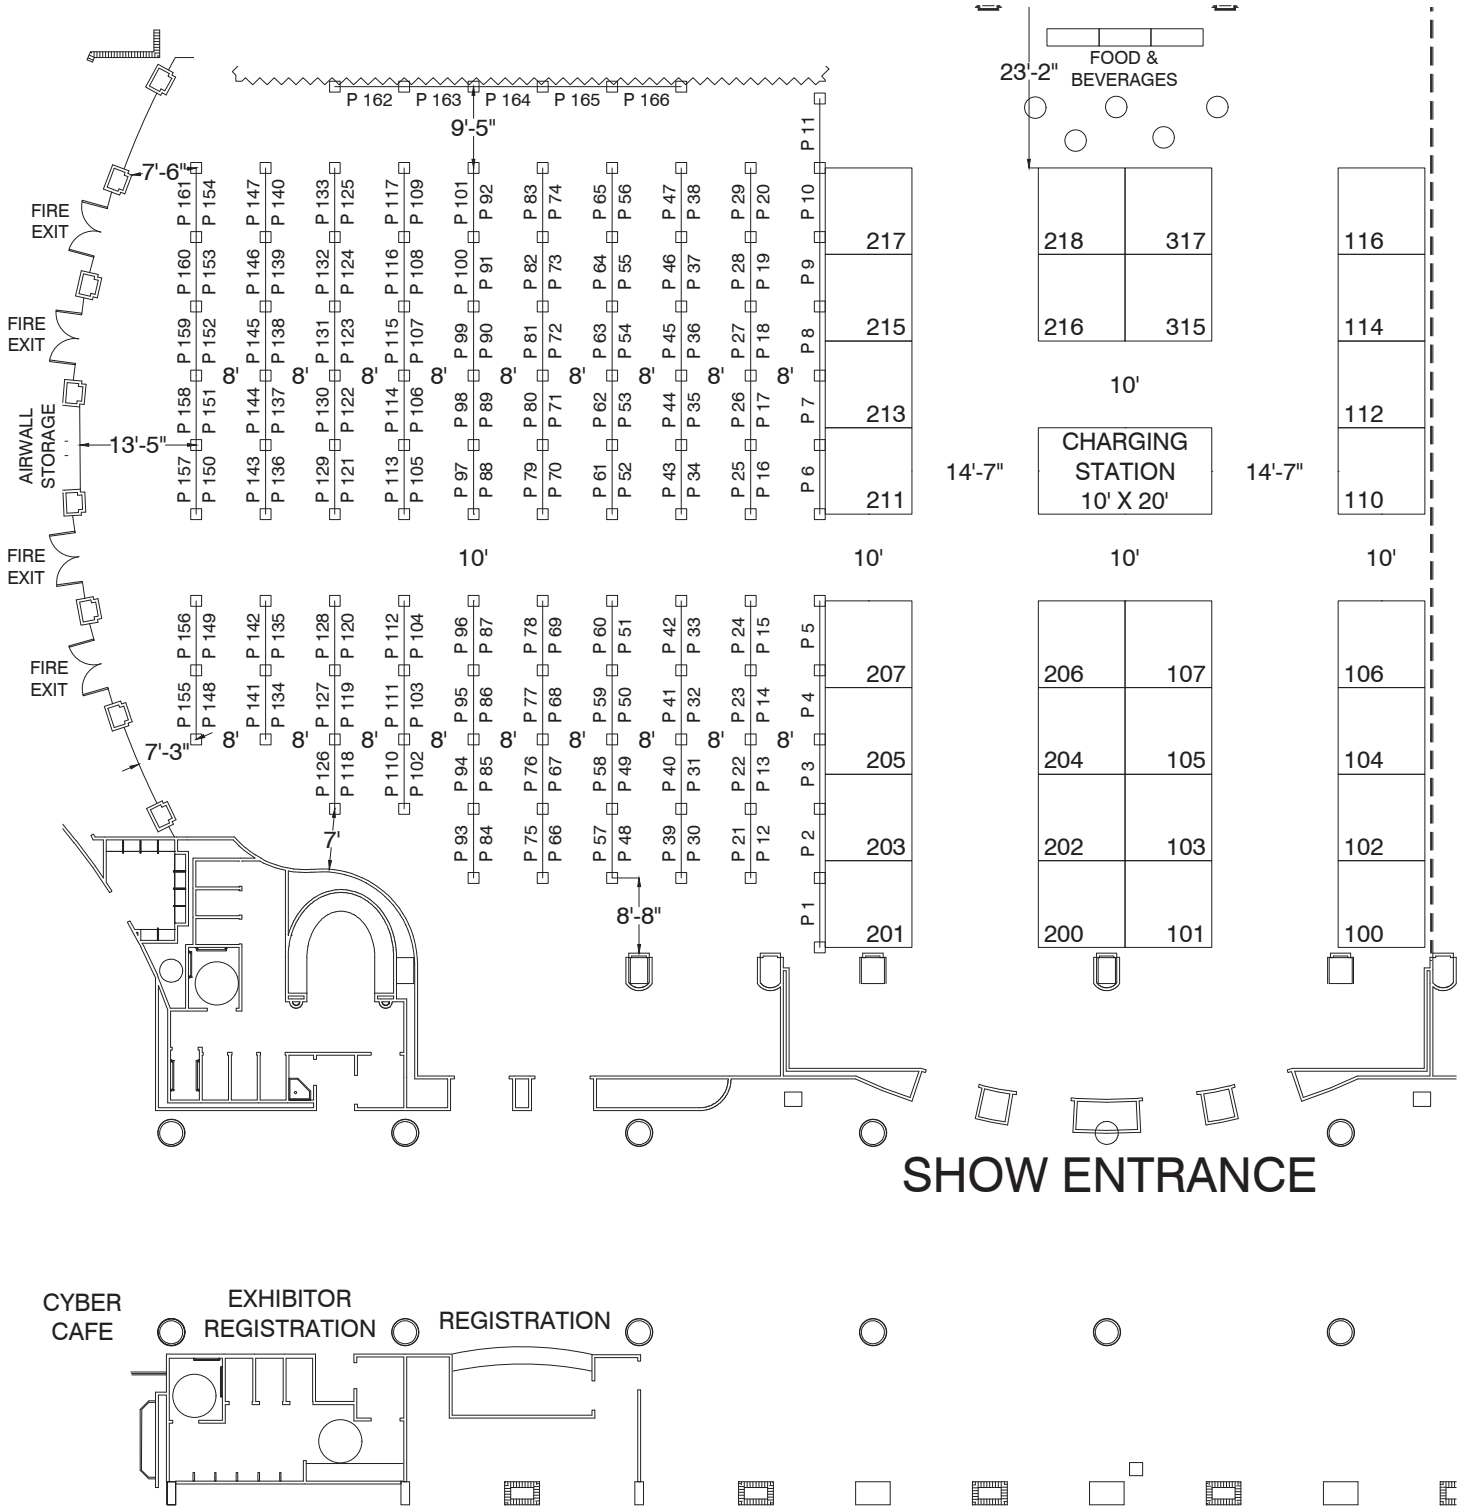 23'-2"
FOOD &
BEVERAGES
P 162 P 163 P 164 P 165 P 166
9'-5"
P 11
7'-6"
P 161 P 154 P 147 P 140 P 133 P 125 P 117 P 109 P 101 P 92 P 83 P 74 P 65 P 56 P 47 P 38 P 29 P 20 P 10
FIRE
EXIT
217 218 317 116
P 160 P 153 P 146 P 139 P 132 P 124 P 116 P 108 P 100 P 91 P 82 P 73 P 64 P 55 P 46 P 37 P 28 P 19 P 9
FIRE
EXIT
215 216 315 114
P 159 P 152 P 145 P 138 P 131 P 123 P 115 P 107 P 99 P 90 P 81 P 72 P 63 P 54 P 45 P 36 P 27 P 18 P 8
8' 8' 8' 8' 8' 8' 8' 8' 8'
10'
P 158 P 151 P 144 P 137 P 130 P 122 P 114 P 106 P 98 P 89 P 80 P 71 P 62 P 53 P 44 P 35 P 26 P 17 P 7
213 112
AIRWALL
STORAGE
13'-5"
CHARGING
STATION
10' X 20'
14'-7" 14'-7"
P 157 P 150 P 143 P 136 P 129 P 121 P 113 P 105 P 97 P 88 P 79 P 70 P 61 P 52 P 43 P 34 P 25 P 16 P 6
211 110
FIRE
EXIT
10' 10' 10' 10'
P 156 P 149 P 142 P 135 P 128 P 120 P 112 P 104 P 96 P 87 P 78 P 69 P 60 P 51 P 42 P 33 P 24 P 15 P 5
FIRE
EXIT
207 206 107 106
P 155 P 148 P 141 P 134 P 127 P 119 P 111 P 103 P 95 P 86 P 77 P 68 P 59 P 50 P 41 P 32 P 23 P 14 P 4
7'-3"
8' 8' 8' 8' 8' 8' 8' 8' 8'
205 204 105 104
P 126 P 118 P 110 P 102 P 94 P 85 P 76 P 67 P 58 P 49 P 40 P 31 P 22 P 13 P 3
7'
P 93 P 84 P 75 P 66 P 57 P 48 P 39 P 30 P 21 P 12 P 2
203 202 103 102
8'-8"
P 1
201 200 101 100
SHOW ENTRANCE
CYBER
CAFE
EXHIBITOR
REGISTRATION
REGISTRATION